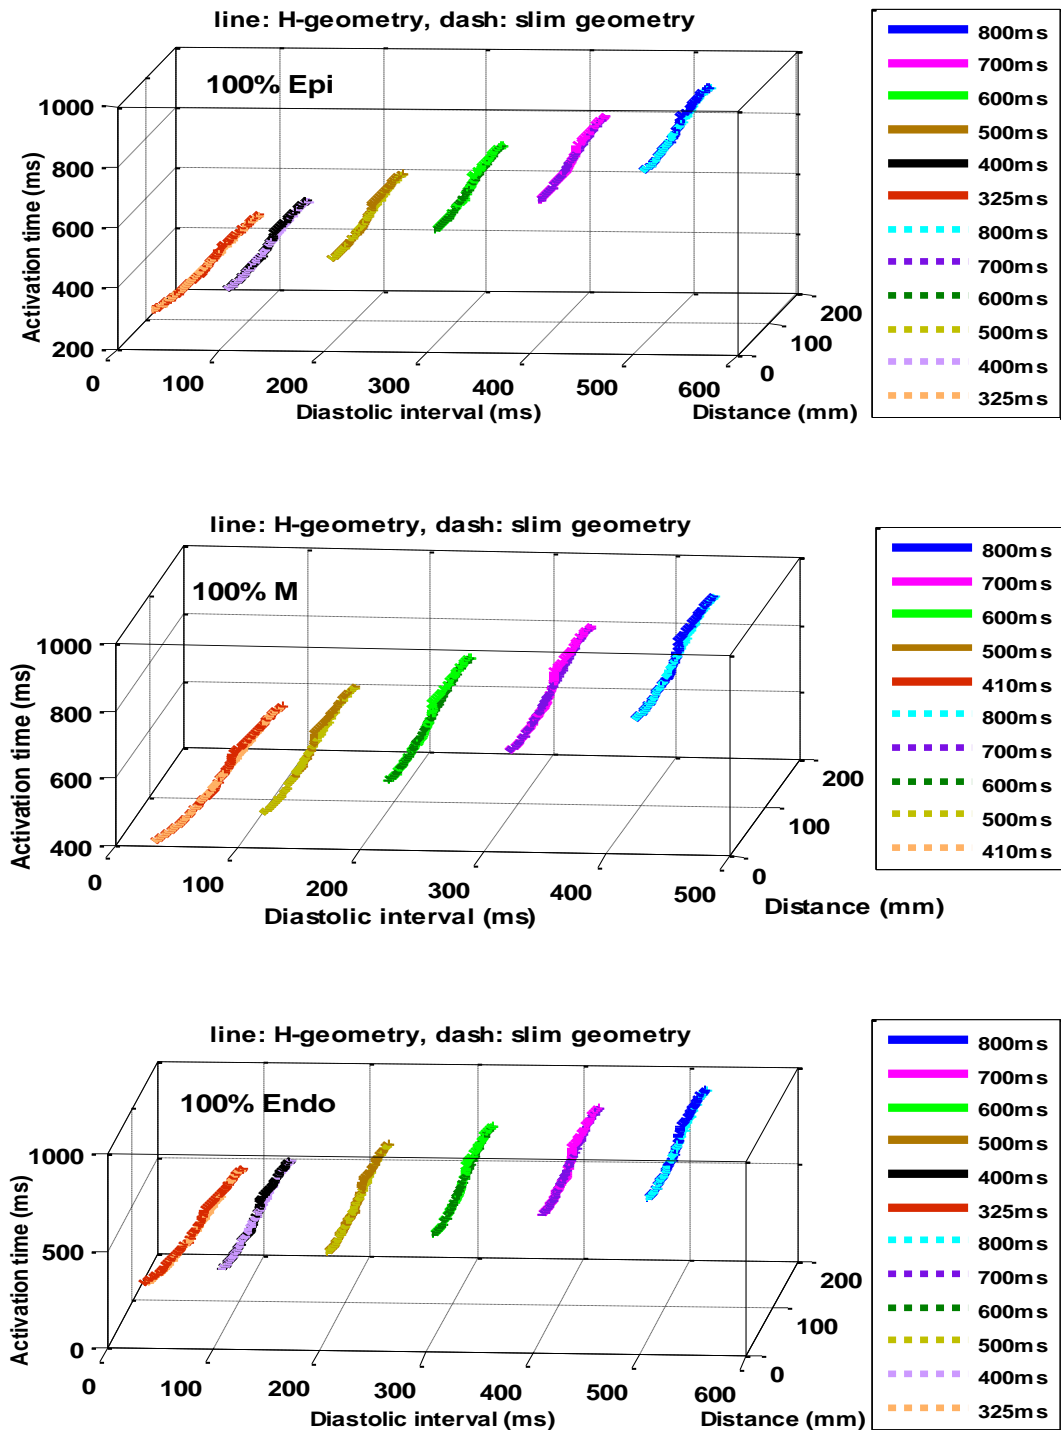 line: H-geometry, dash: slim geometry
100% Epi
1000
800
600
400
200
Activation time (ms)
0
100
200
300
400
500
600
Diastolic interval (ms)
0
100
200
Distance (mm)
800ms
700ms
600ms
500ms
400ms
325ms
800ms
700ms
600ms
500ms
400ms
325ms
line: H-geometry, dash: slim geometry
100% M
1000
800
600
400
Activation time (ms)
0
100
200
300
400
500
Diastolic interval (ms)
0
100
200
Distance (mm)
800ms
700ms
600ms
500ms
410ms
800ms
700ms
600ms
500ms
410ms
line: H-geometry, dash: slim geometry
100% Endo
1000
500
0
Activation time (ms)
0
100
200
300
400
500
600
Diastolic interval (ms)
0
100
200
Distance (mm)
800ms
700ms
600ms
500ms
400ms
325ms
800ms
700ms
600ms
500ms
400ms
325ms